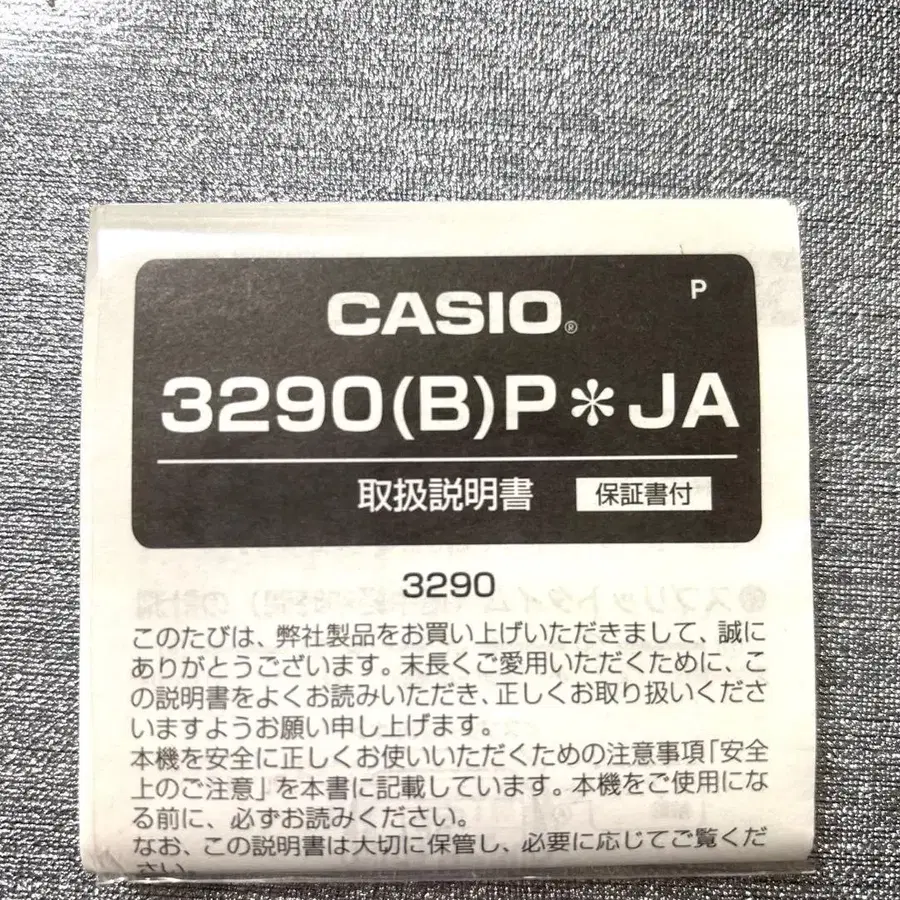 P
CASIO®
3290(B)P＊JA
取扱説明書 保証書付
3290
このたびは、弊社製品をお買い上げいただきまして、誠に
ありがとうございます。末長くご愛用いただくために、こ
の説明書をよくお読みいただき、正しくお取り扱いくださ
いますようお願い申し上げます。
本機を安全に正しくお使いいただくための注意事項「安全
上のご注意」を本書に記載しています。本機をご使用にな
る前に、必ずお読みください。
なお、この説明書は大切に保管し、必要に応じてご覧くだ
さい。